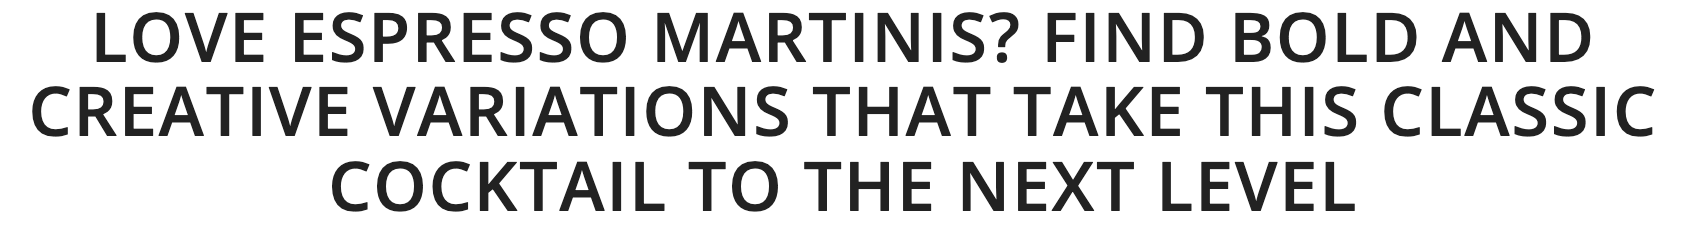 LOVE ESPRESSO MARTINIS? FIND BOLD AND
CREATIVE VARIATIONS THAT TAKE THIS CLASSIC
COCKTAIL TO THE NEXT LEVEL